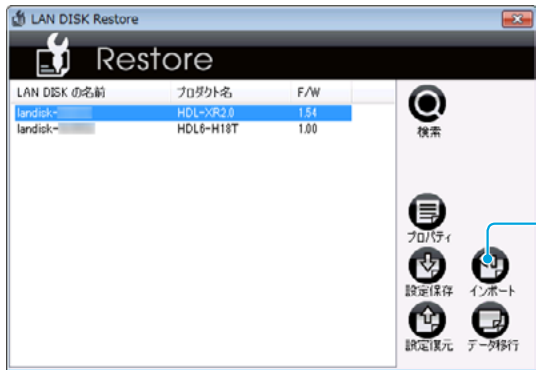 LAN DISK Restore
Restore
LAN DISK の名前 プロダクト名 F/W
landisk- HDL-XR2.0 1.54
landisk- HDL6-H18T 1.00
検索
プロパティ
設定保存 インポート
設定復元 データ移行